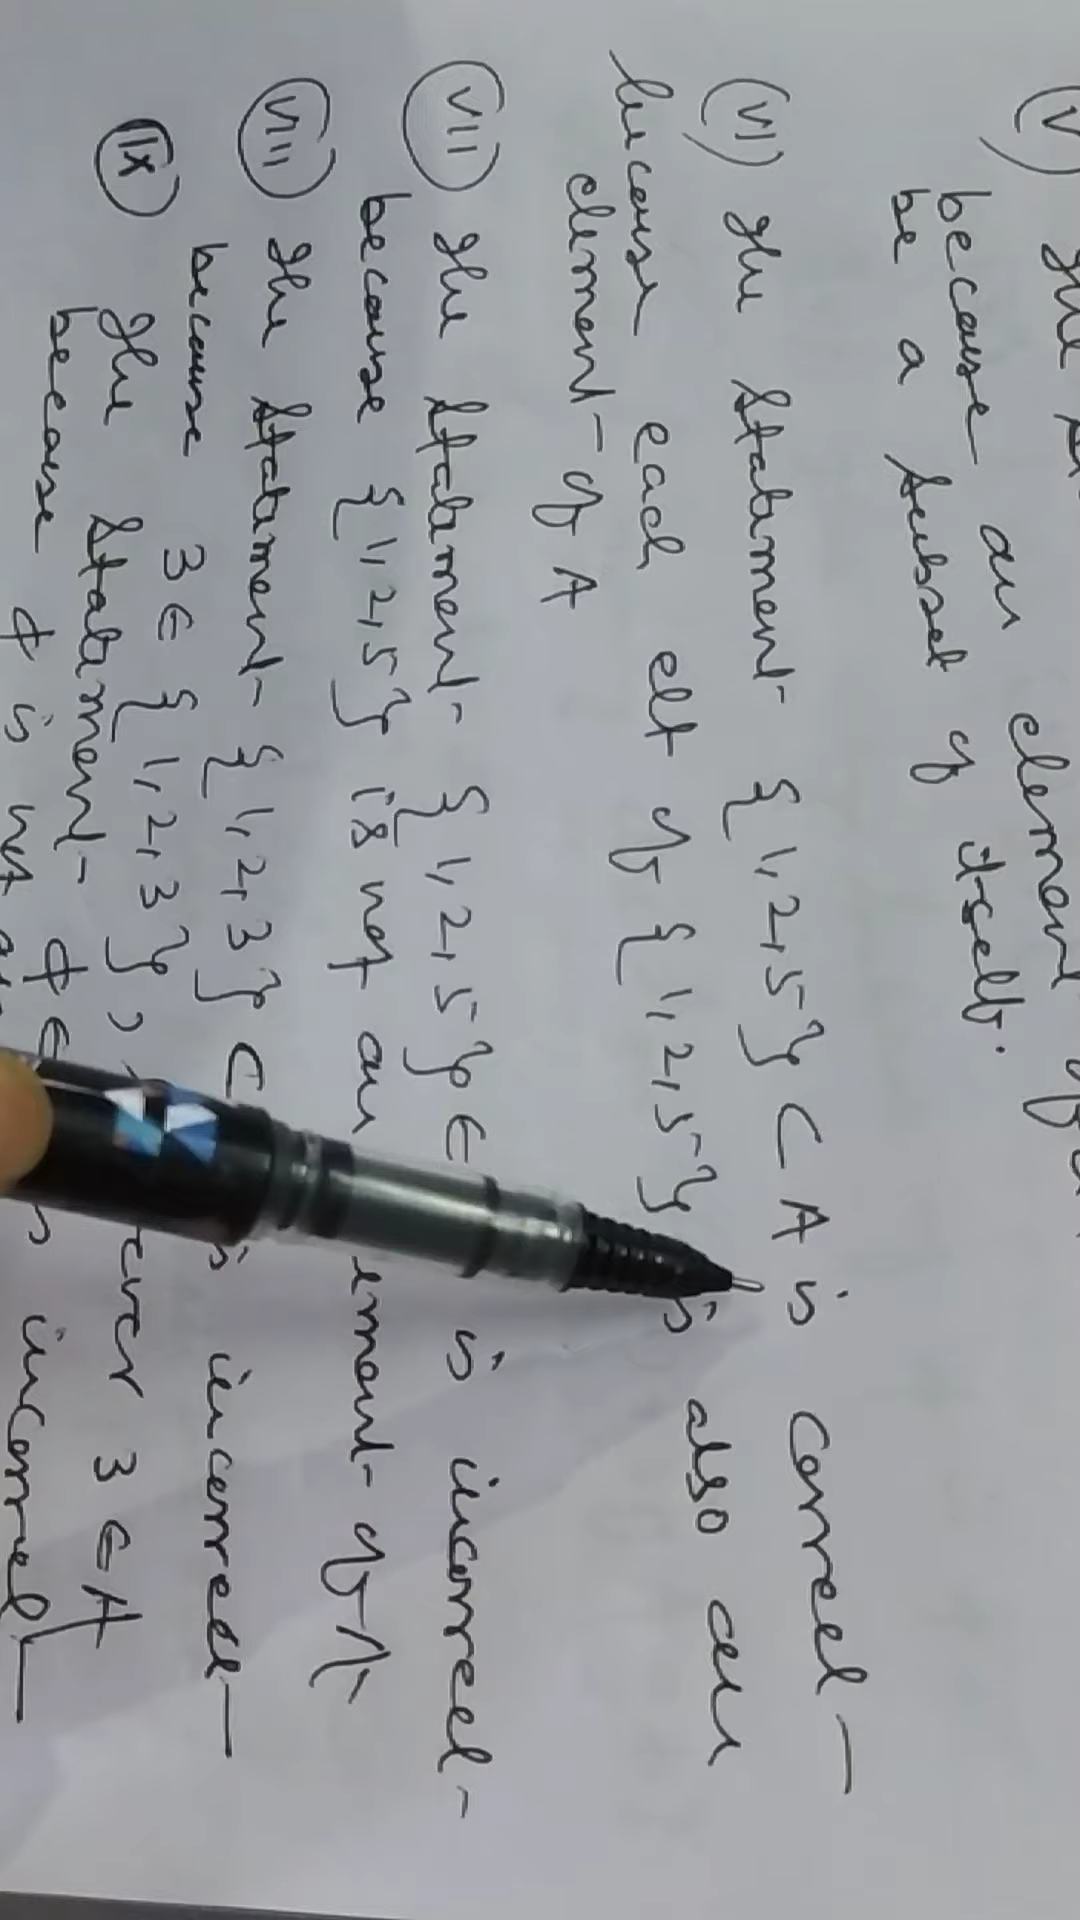 (V) The
because an element of
be a subset of itself.
(VI) The statement {1,2,5} ⊂ A is correct
because each elt of {1,2,5} is also an
element of A
(VII) The statement {1,2,5} ∈ is incorrect
because {1,2,5} is not an element of A
(VIII) The statement {1,2,3} ⊂ is incorrect
because 3 ∈ {1,2,3}, 3 ∈ A
(IX) The statement ϕ ∈ incorrect
because ϕ is not